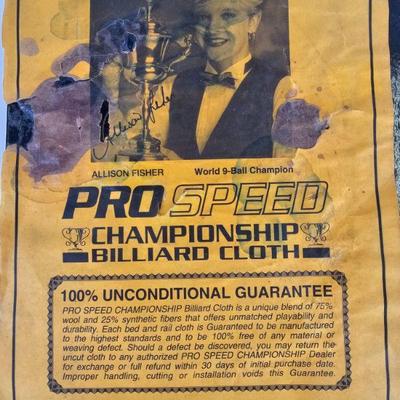 Allison Fisher
ALLISON FISHER World 9-Ball Champion
PRO SPEED
CHAMPIONSHIP
BILLIARD CLOTH
100% UNCONDITIONAL GUARANTEE
PRO SPEED CHAMPIONSHIP Billiard Cloth is a unique blend of 75%
wool and 25% synthetic fibers that offers unmatched playability and
durability. Each bed and rail cloth is Guaranteed to be manufactured
to the highest standards and to be 100% free of any material or
weaving defect. Should a defect be discovered, you may return the
uncut cloth to any authorized PRO SPEED CHAMPIONSHIP Dealer
for exchange or full refund within 30 days of initial purchase date.
Improper handling, cutting or installation voids this Guarantee.